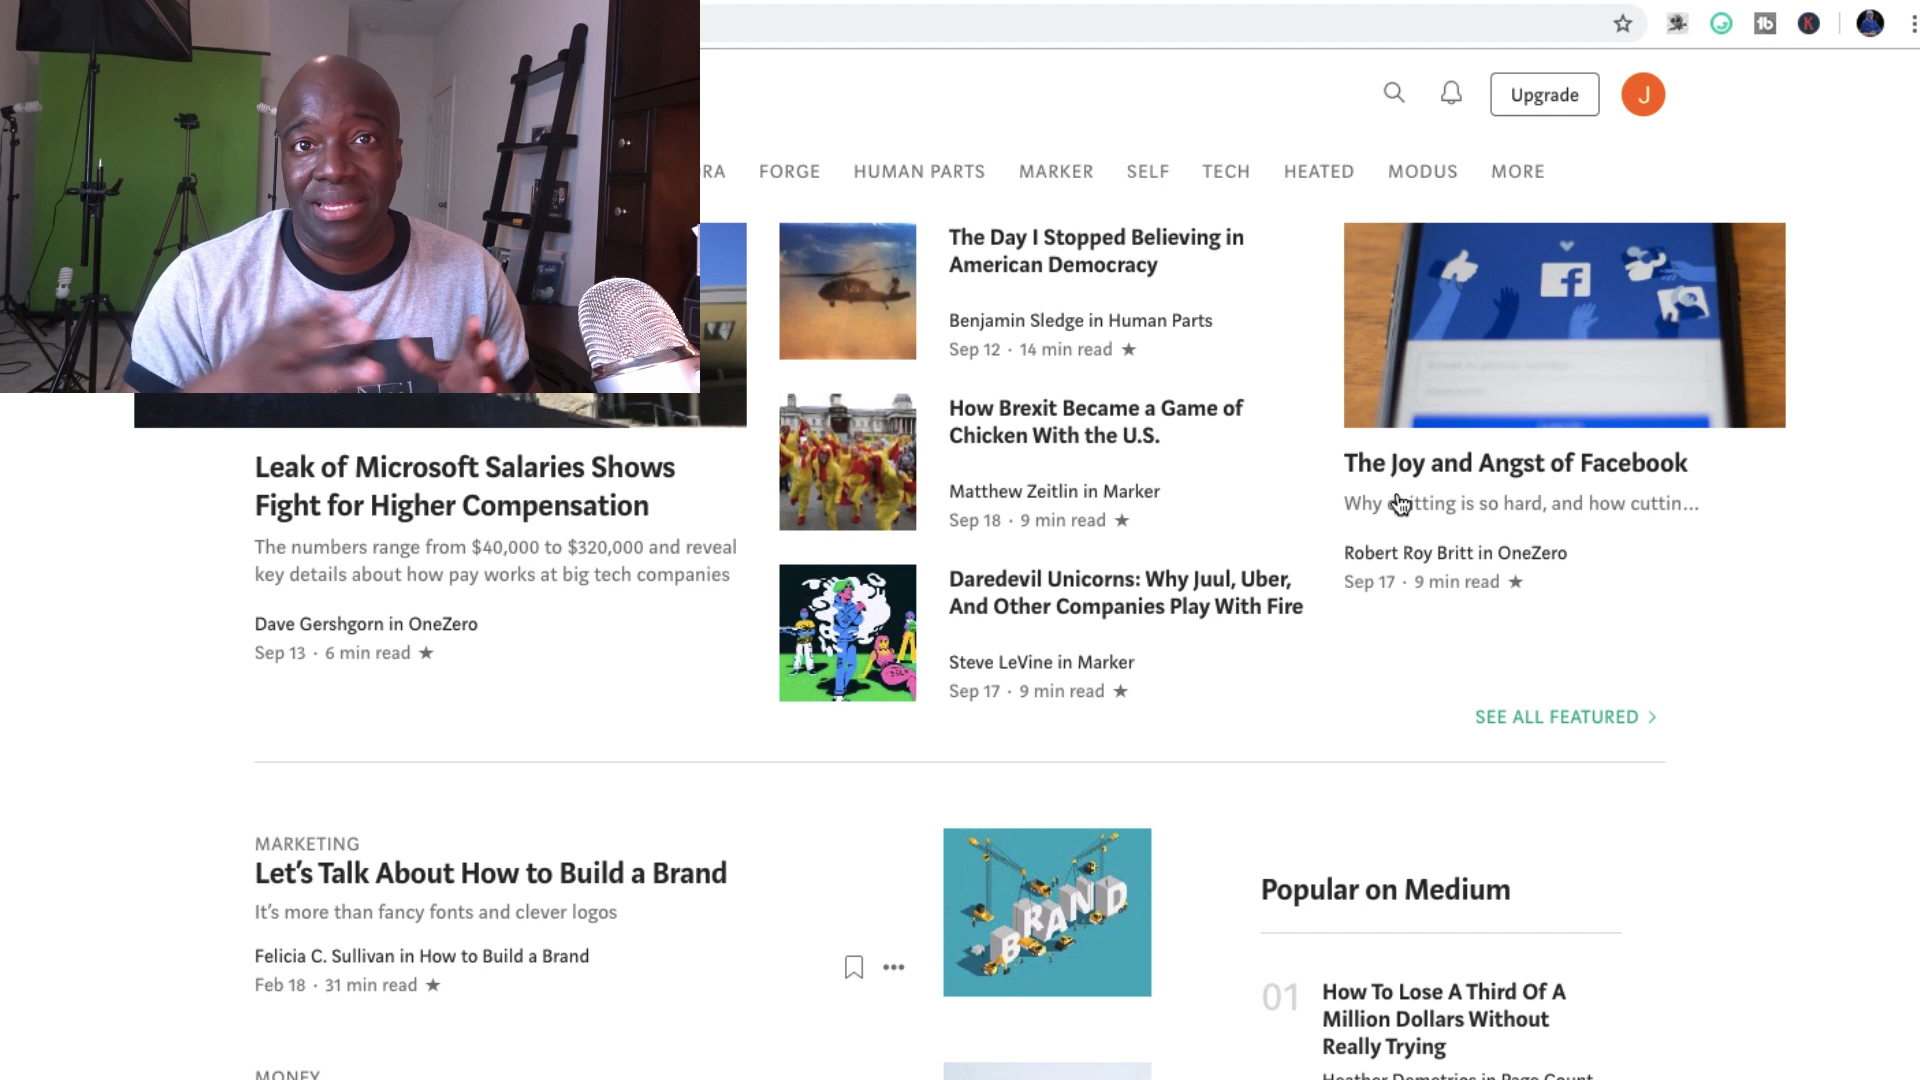 Upgrade
J
RA FORGE HUMAN PARTS MARKER SELF TECH HEATED MODUS MORE
Leak of Microsoft Salaries Shows
Fight for Higher Compensation
The numbers range from $40,000 to $320,000 and reveal
key details about how pay works at big tech companies
Dave Gershgorn in OneZero
Sep 13 · 6 min read ★
The Day I Stopped Believing in
American Democracy
Benjamin Sledge in Human Parts
Sep 12 · 14 min read ★
How Brexit Became a Game of
Chicken With the U.S.
Matthew Zeitlin in Marker
Sep 18 · 9 min read ★
Daredevil Unicorns: Why Juul, Uber,
And Other Companies Play With Fire
Steve LeVine in Marker
Sep 17 · 9 min read ★
The Joy and Angst of Facebook
Why quitting is so hard, and how cuttin...
Robert Roy Britt in OneZero
Sep 17 · 9 min read ★
SEE ALL FEATURED >
MARKETING
Let's Talk About How to Build a Brand
It's more than fancy fonts and clever logos
Felicia C. Sullivan in How to Build a Brand
Feb 18 · 31 min read ★
BRAND
Popular on Medium
01 How To Lose A Third Of A
Million Dollars Without
Really Trying
Heather Demetrios in Page Count
MONEY